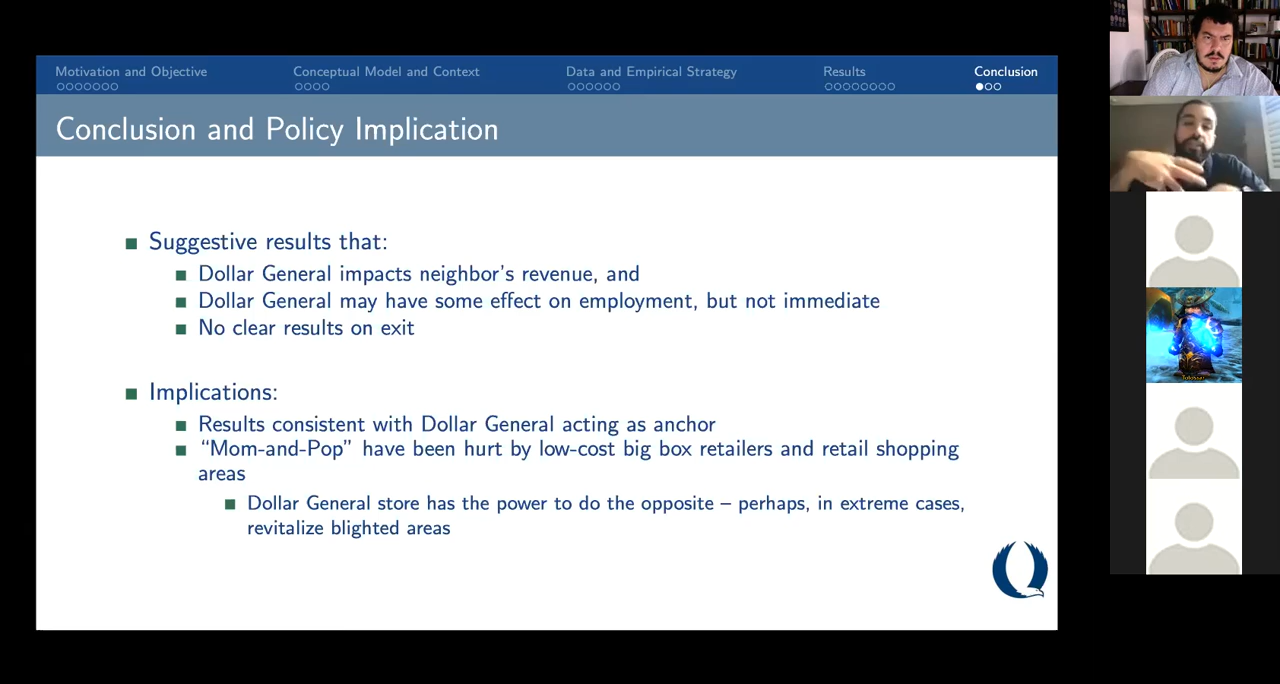 Motivation and Objective
Conceptual Model and Context
Data and Empirical Strategy
Results
Conclusion
Conclusion and Policy Implication
Suggestive results that:
Dollar General impacts neighbor's revenue, and
Dollar General may have some effect on employment, but not immediate
No clear results on exit
Implications:
Results consistent with Dollar General acting as anchor
“Mom-and-Pop” have been hurt by low-cost big box retailers and retail shopping
areas
Dollar General store has the power to do the opposite – perhaps, in extreme cases,
revitalize blighted areas